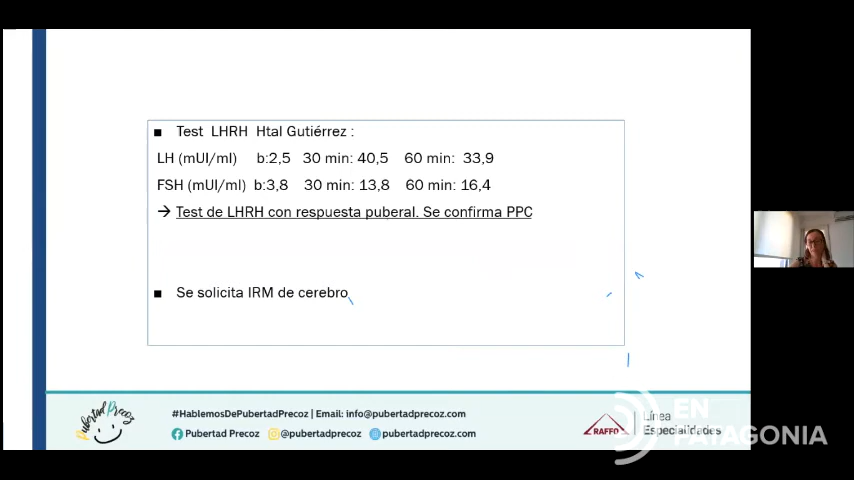 ■ Test LHRH Htal Gutiérrez :
LH (mUI/ml) b:2,5 30 min: 40,5 60 min: 33,9
FSH (mUI/ml) b:3,8 30 min: 13,8 60 min: 16,4
→ Test de LHRH con respuesta puberal. Se confirma PPC
■ Se solicita IRM de cerebro
Pubertad Precoz
#HablemosDePubertadPrecoz | Email: info@pubertadprecoz.com
Pubertad Precoz @pubertadprecoz pubertadprecoz.com
RAFFO
Línea
Especialidades
EN
PATAGONIA